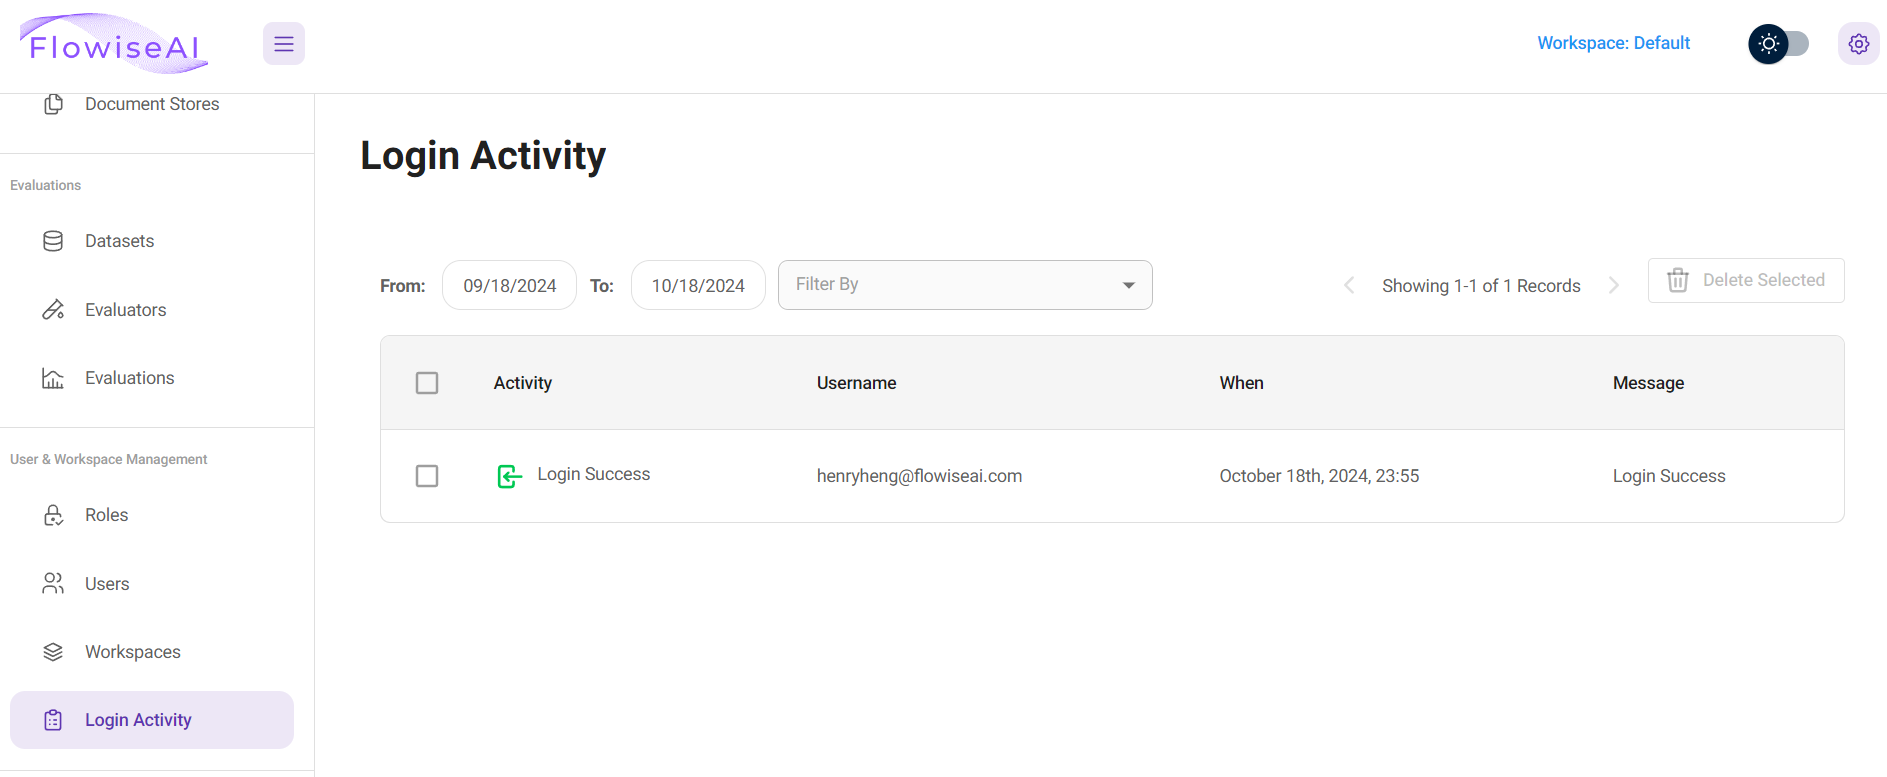 FlowiseAI
Workspace: Default
Document Stores
Evaluations
Datasets
Evaluators
Evaluations
User & Workspace Management
Roles
Users
Workspaces
Login Activity
Login Activity
From: 09/18/2024 To: 10/18/2024 Filter By Showing 1-1 of 1 Records Delete Selected
Activity Username When Message
Login Success henryheng@flowiseai.com October 18th, 2024, 23:55 Login Success